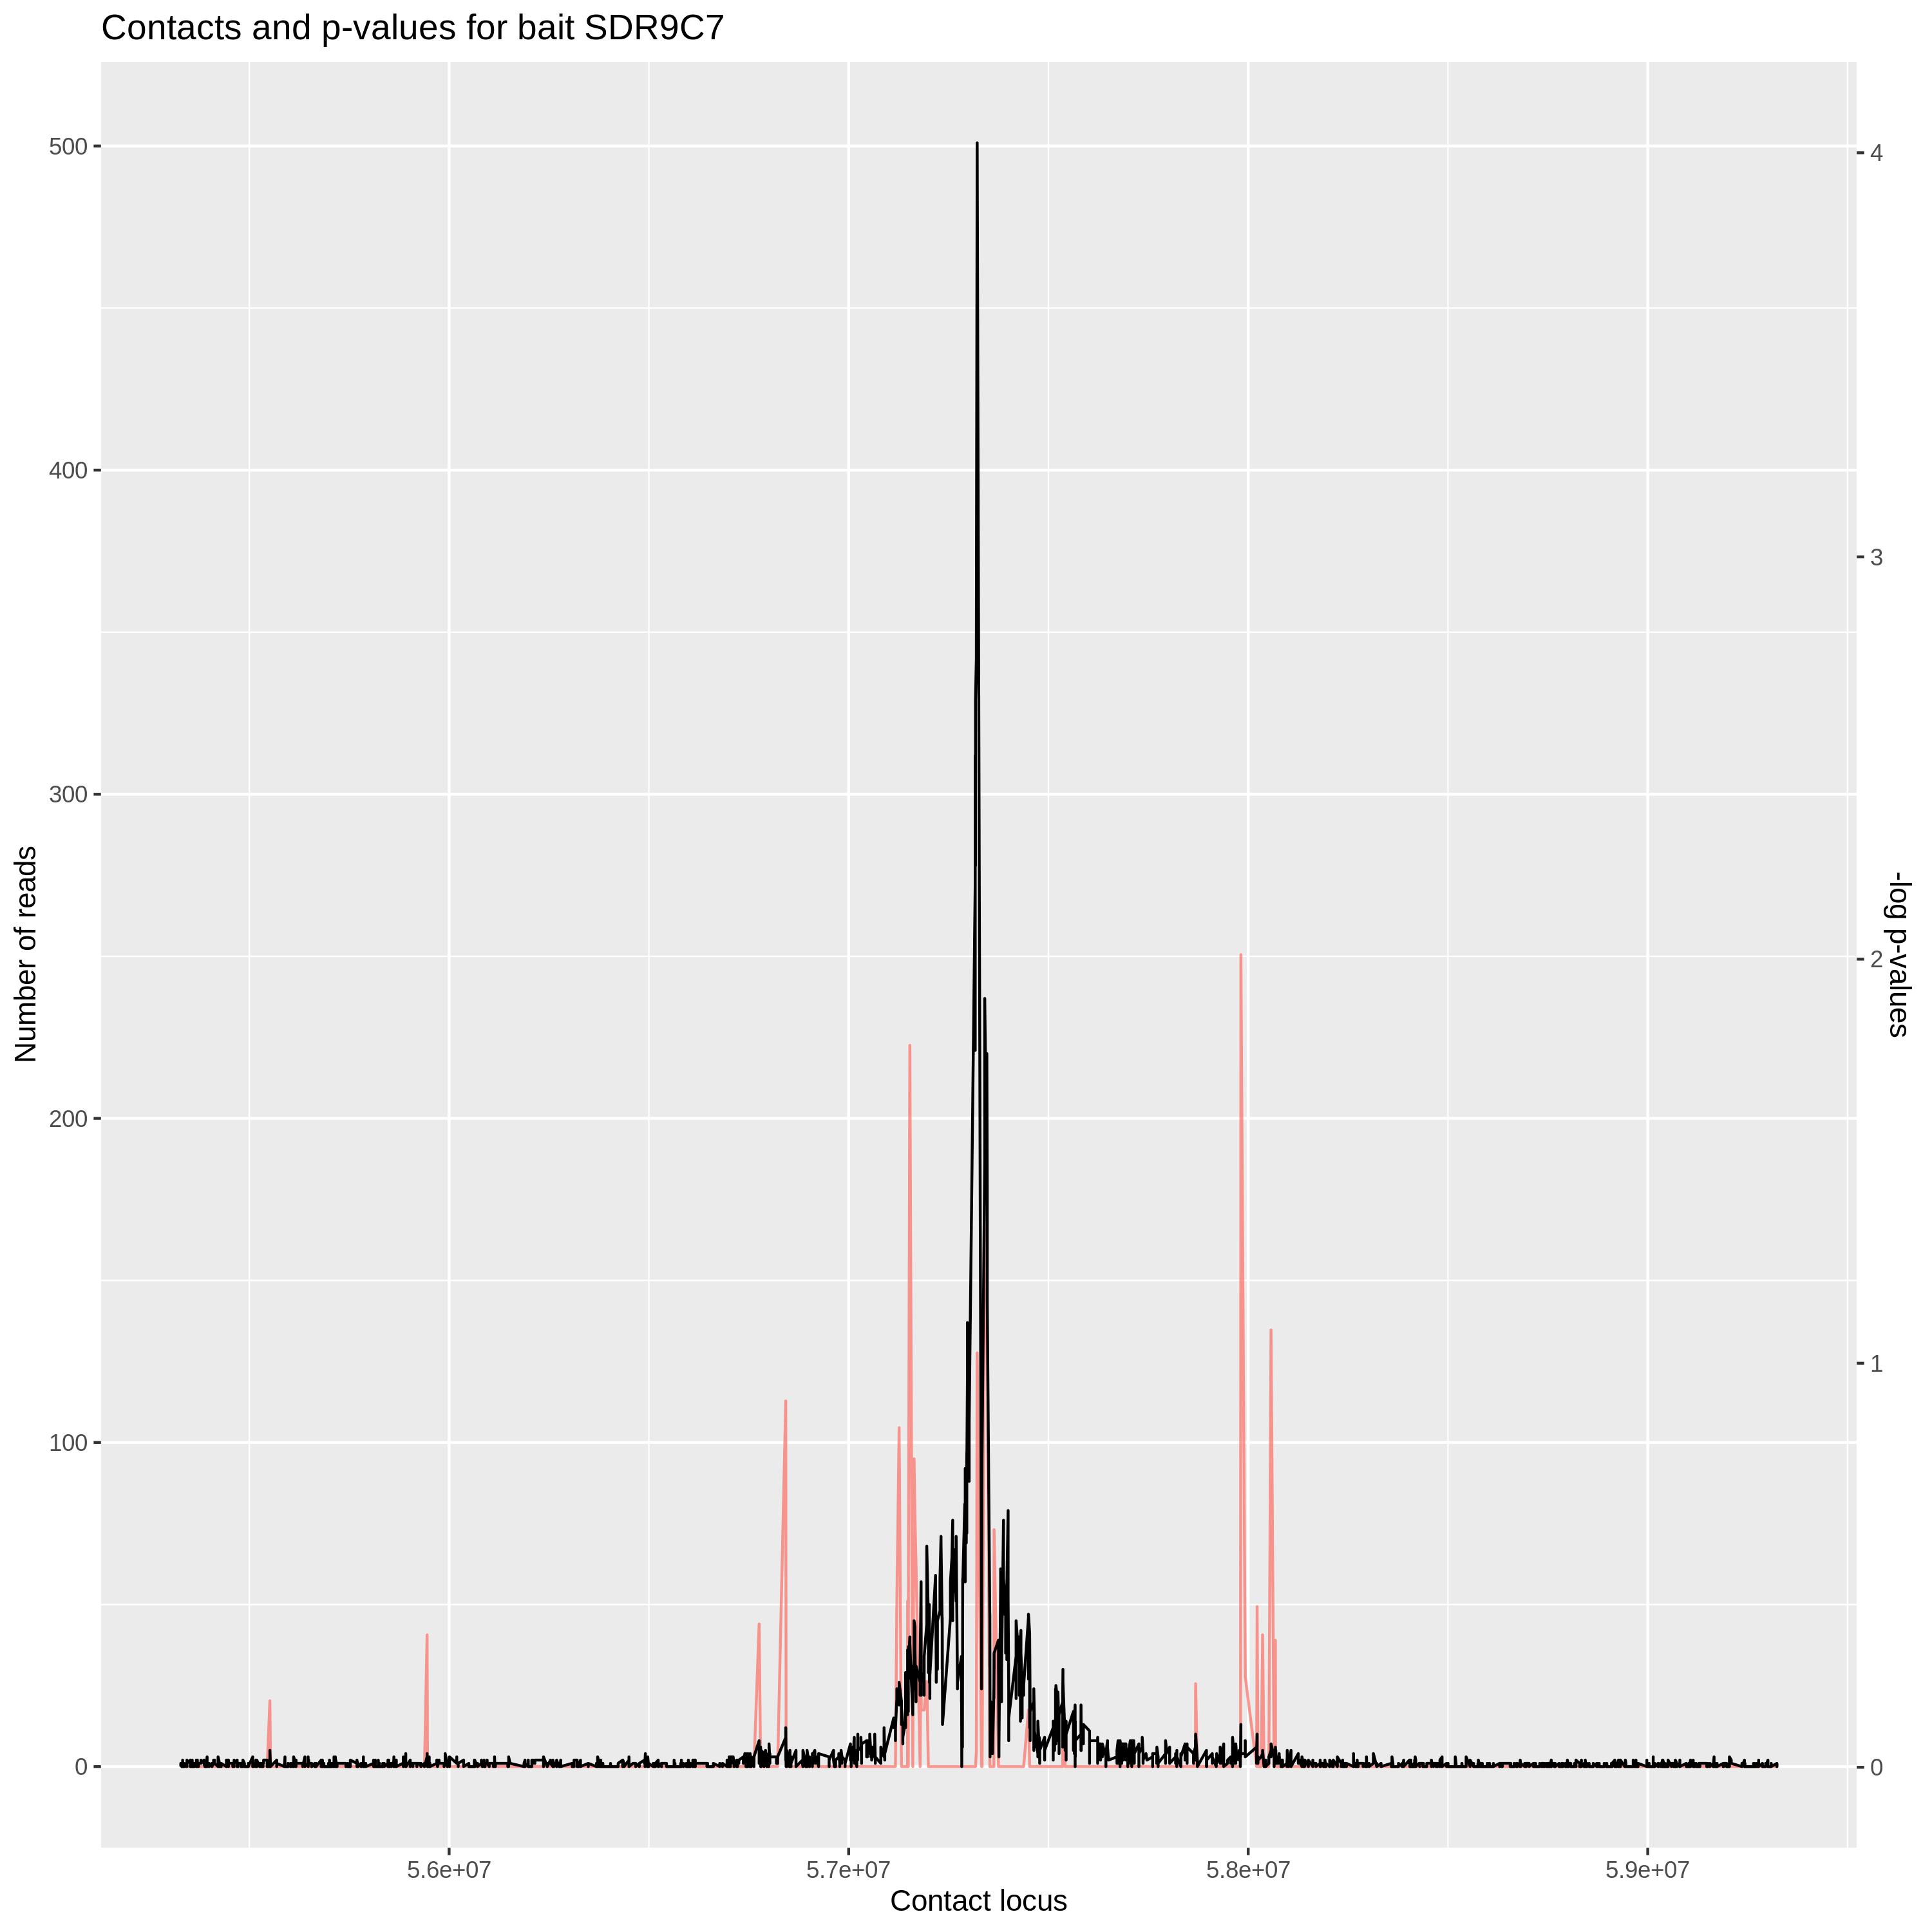 Contacts and p-values for bait SDR9C7
500
400
300
200
100
0
Number of reads
4
3
2
1
0
-log p-values
5.6e+07
5.7e+07
5.8e+07
5.9e+07
Contact locus